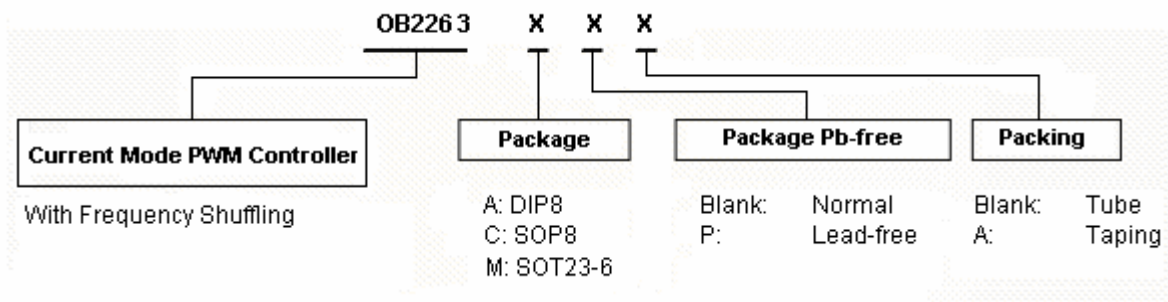 OB2263 X X X
Current Mode PWM Controller
With Frequency Shuffling
Package
A: DIP8
C: SOP8
M: SOT23-6
Package Pb-free
Blank: Normal
P: Lead-free
Packing
Blank: Tube
A: Taping